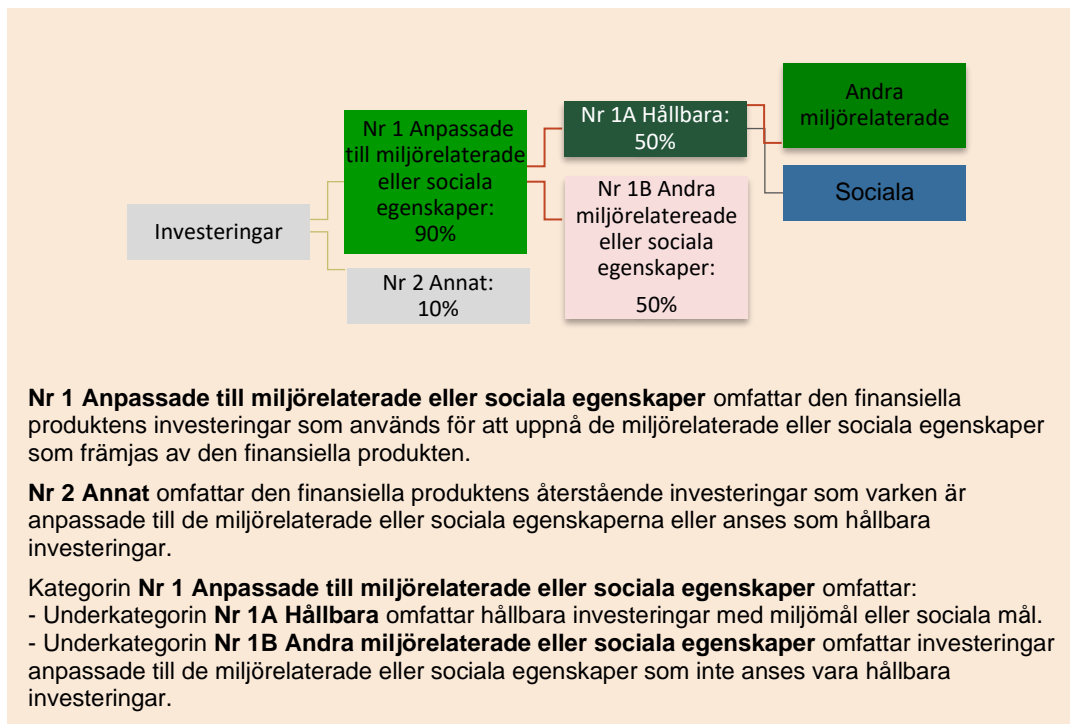 Investeringar
Nr 1 Anpassade
till miljörelaterade
eller sociala
egenskaper:
90%
Nr 2 Annat:
10%
Nr 1A Hållbara:
50%
Nr 1B Andra
miljörelatereade
eller sociala
egenskaper:
50%
Andra
miljörelaterade
Sociala
Nr 1 Anpassade till miljörelaterade eller sociala egenskaper omfattar den finansiella
produktens investeringar som används för att uppnå de miljörelaterade eller sociala egenskaper
som främjas av den finansiella produkten.
Nr 2 Annat omfattar den finansiella produktens återstående investeringar som varken är
anpassade till de miljörelaterade eller sociala egenskaperna eller anses som hållbara
investeringar.
Kategorin Nr 1 Anpassade till miljörelaterade eller sociala egenskaper omfattar:
- Underkategorin Nr 1A Hållbara omfattar hållbara investeringar med miljömål eller sociala mål.
- Underkategorin Nr 1B Andra miljörelaterade eller sociala egenskaper omfattar investeringar
anpassade till de miljörelaterade eller sociala egenskaper som inte anses vara hållbara
investeringar.